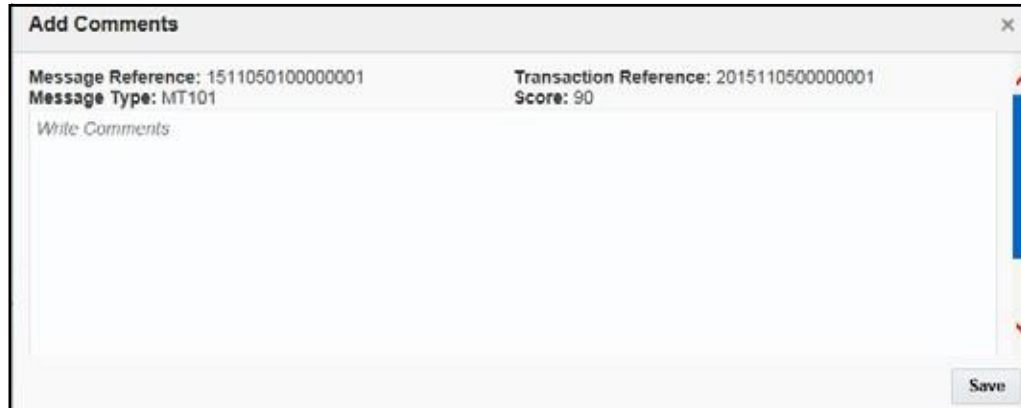 Add Comments
×
Message Reference: 1511050100000001 Transaction Reference: 2015110500000001
Message Type: MT101 Score: 90
Write Comments
Save